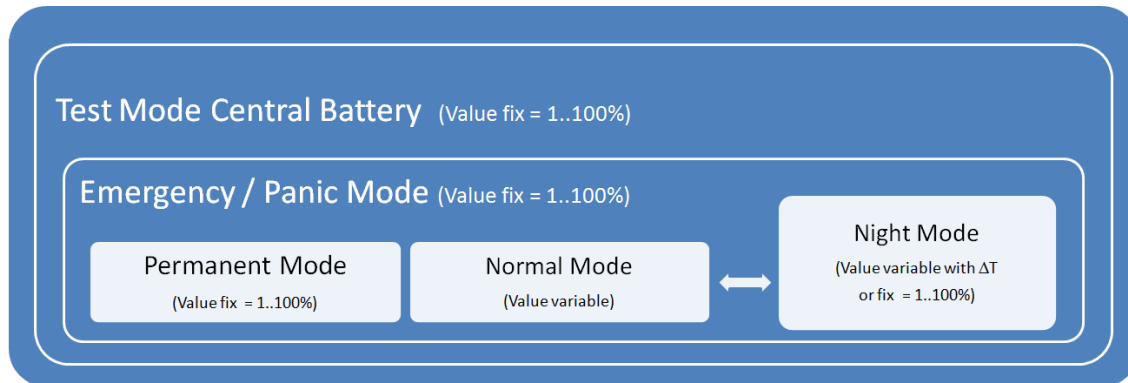 Test Mode Central Battery (Value fix = 1..100%)
Emergency / Panic Mode (Value fix = 1..100%)
Permanent Mode
(Value fix = 1..100%)
Normal Mode
(Value variable)
Night Mode
(Value variable with ΔT
or fix = 1..100%)